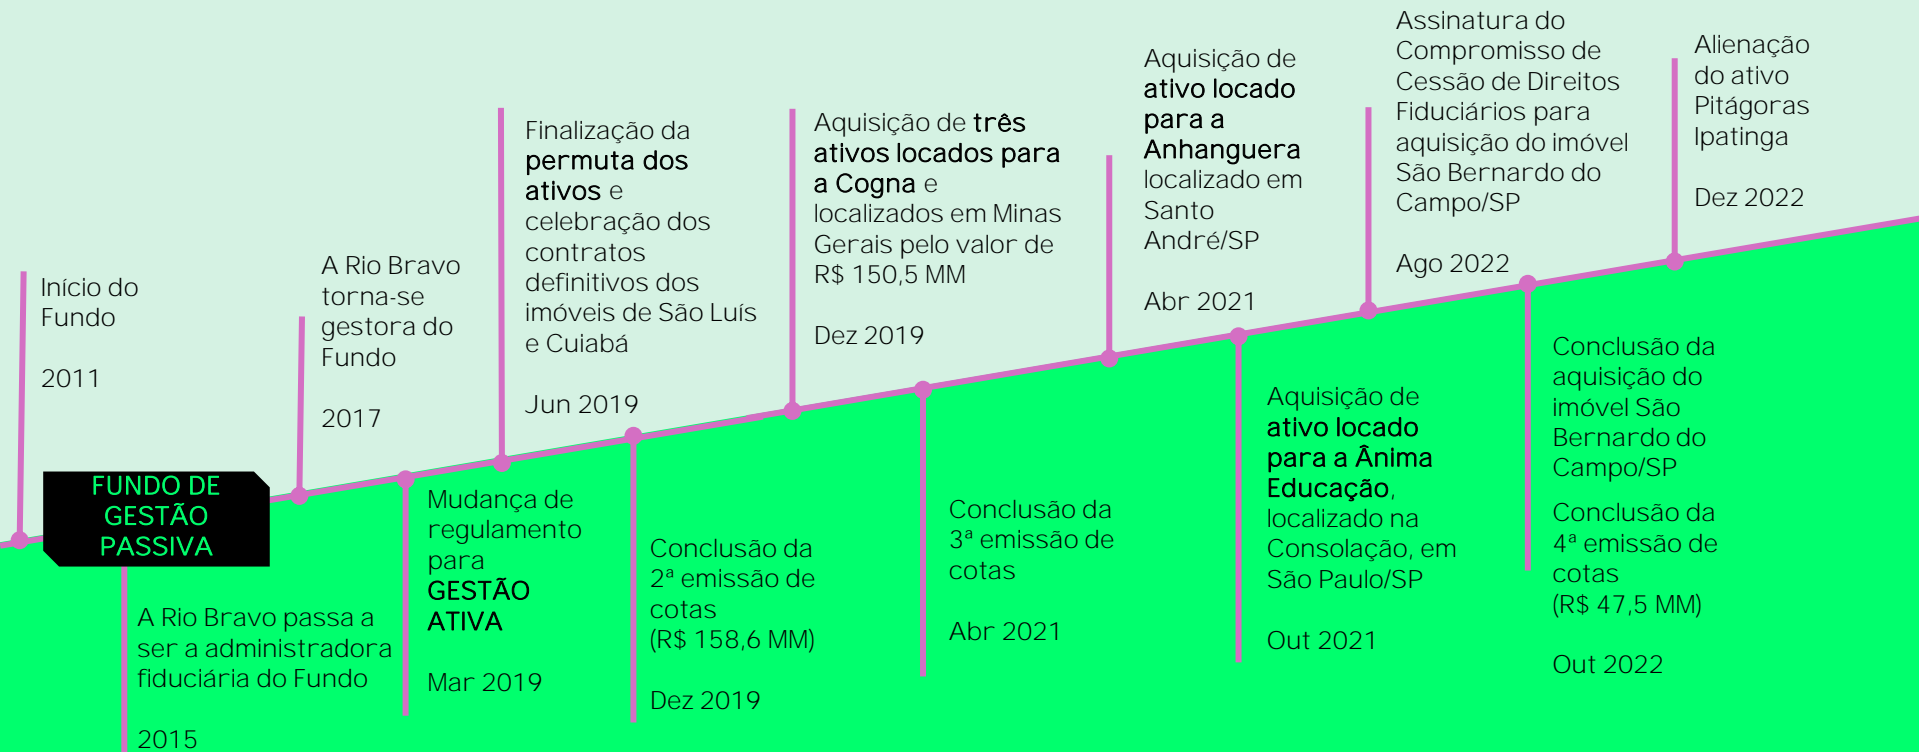 Início do
Fundo
2011
FUNDO DE
GESTÃO
PASSIVA
A Rio Bravo passa a
ser a administradora
fiduciária do Fundo
2015
A Rio Bravo
torna-se
gestora do
Fundo
2017
Mudança de
regulamento
para
GESTÃO
ATIVA
Mar 2019
Finalização da
permuta dos
ativos e
celebração dos
contratos
definitivos dos
imóveis de São Luís
e Cuiabá
Jun 2019
Conclusão da
2ª emissão de
cotas
(R$ 158,6 MM)
Dez 2019
Aquisição de três
ativos locados para
a Cogna e
localizados em Minas
Gerais pelo valor de
R$ 150,5 MM
Dez 2019
Conclusão da
3ª emissão de
cotas
Abr 2021
Aquisição de
ativo locado
para a
Anhanguera
localizado em
Santo
André/SP
Abr 2021
Aquisição de
ativo locado
para a Ânima
Educação,
localizado na
Consolação, em
São Paulo/SP
Out 2021
Assinatura do
Compromisso de
Cessão de Direitos
Fiduciários para
aquisição do imóvel
São Bernardo do
Campo/SP
Ago 2022
Conclusão da
aquisição do
imóvel São
Bernardo do
Campo/SP
Conclusão da
4ª emissão de
cotas
(R$ 47,5 MM)
Out 2022
Alienação
do ativo
Pitágoras
Ipatinga
Dez 2022